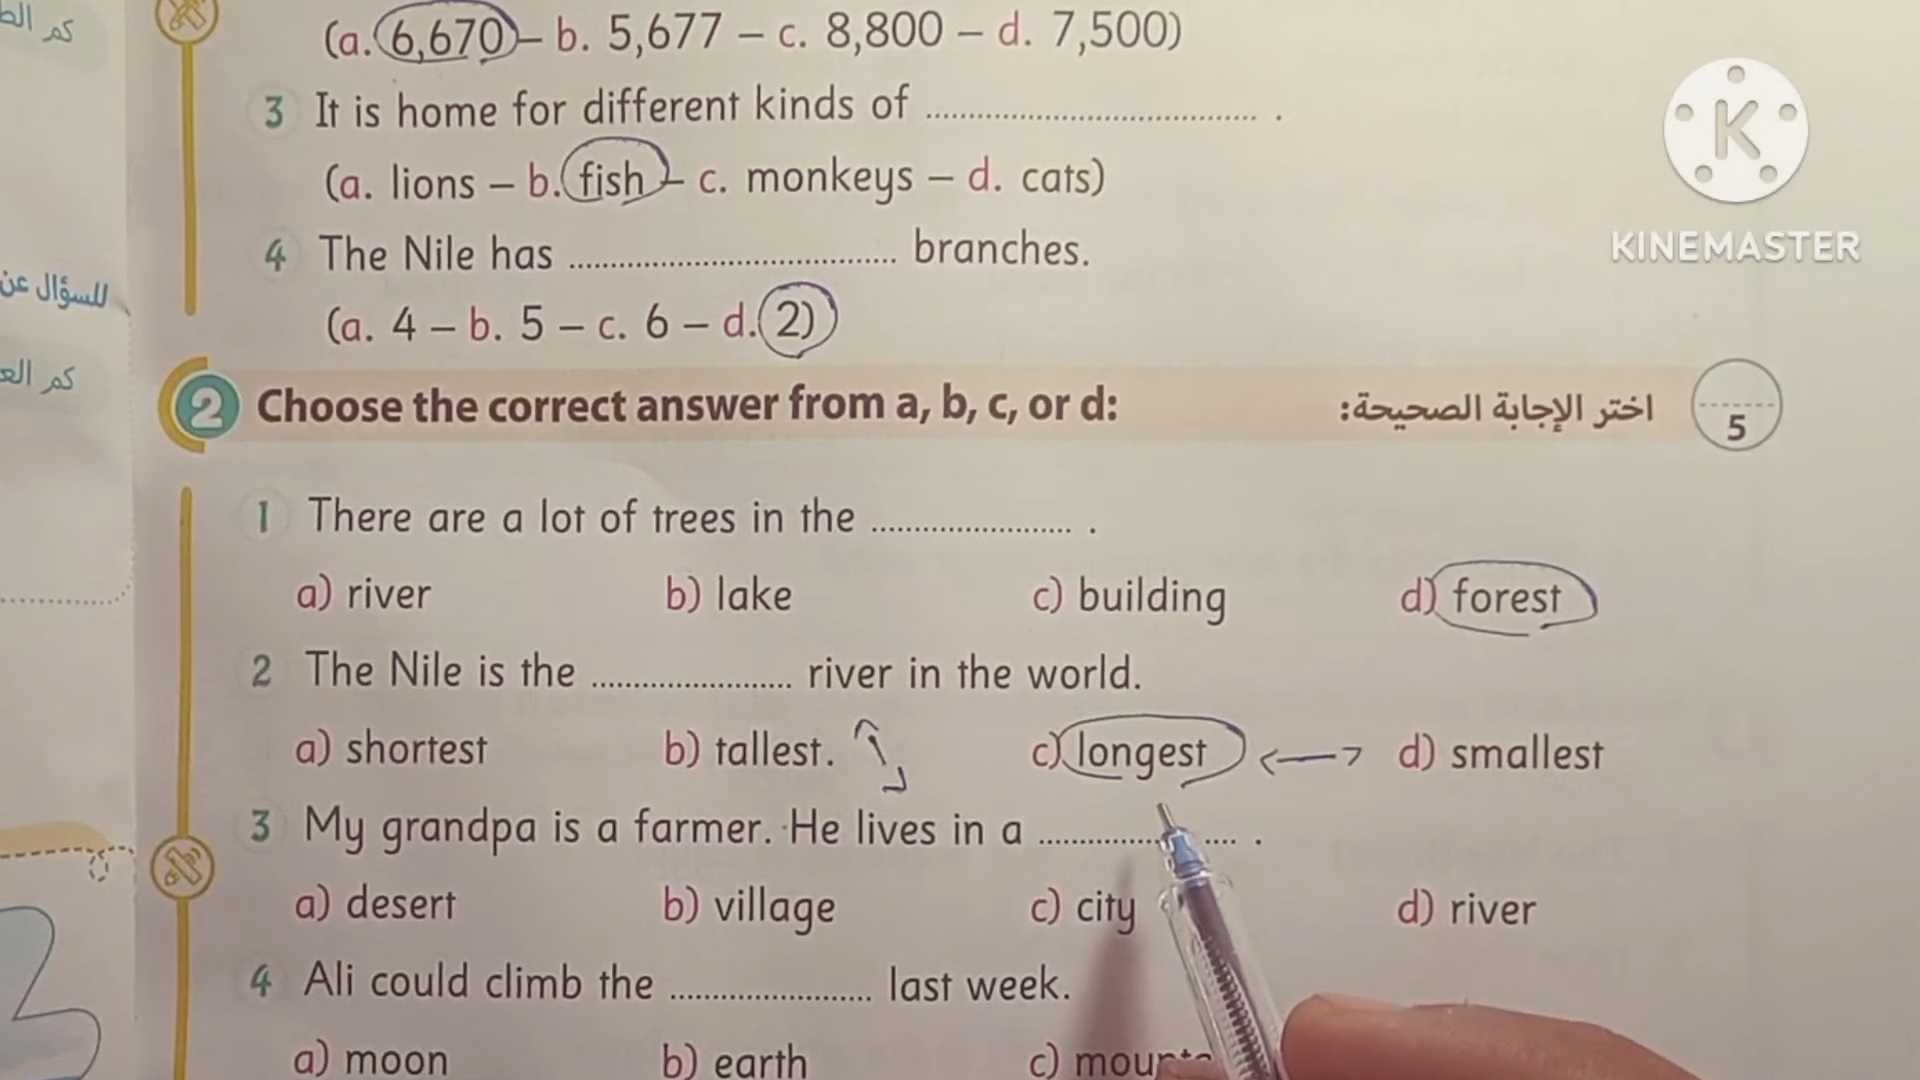 كم الط
(a. 6,670 – b. 5,677 – c. 8,800 – d. 7,500)
3 It is home for different kinds of .................... .
(a. lions – b. fish – c. monkeys – d. cats)
4 The Nile has .................... branches.
(a. 4 – b. 5 – c. 6 – d. 2)
K
KINEMASTER
للسؤال عن
كم الع
2 Choose the correct answer from a, b, c, or d:
اختر الإجابة الصحيحة:
5
1 There are a lot of trees in the .................... .
a) river b) lake c) building d) forest
2 The Nile is the .................... river in the world.
a) shortest b) tallest. c) longest d) smallest
3 My grandpa is a farmer. He lives in a .................... .
a) desert b) village c) city d) river
4 Ali could climb the .................... last week.
a) moon b) earth c)